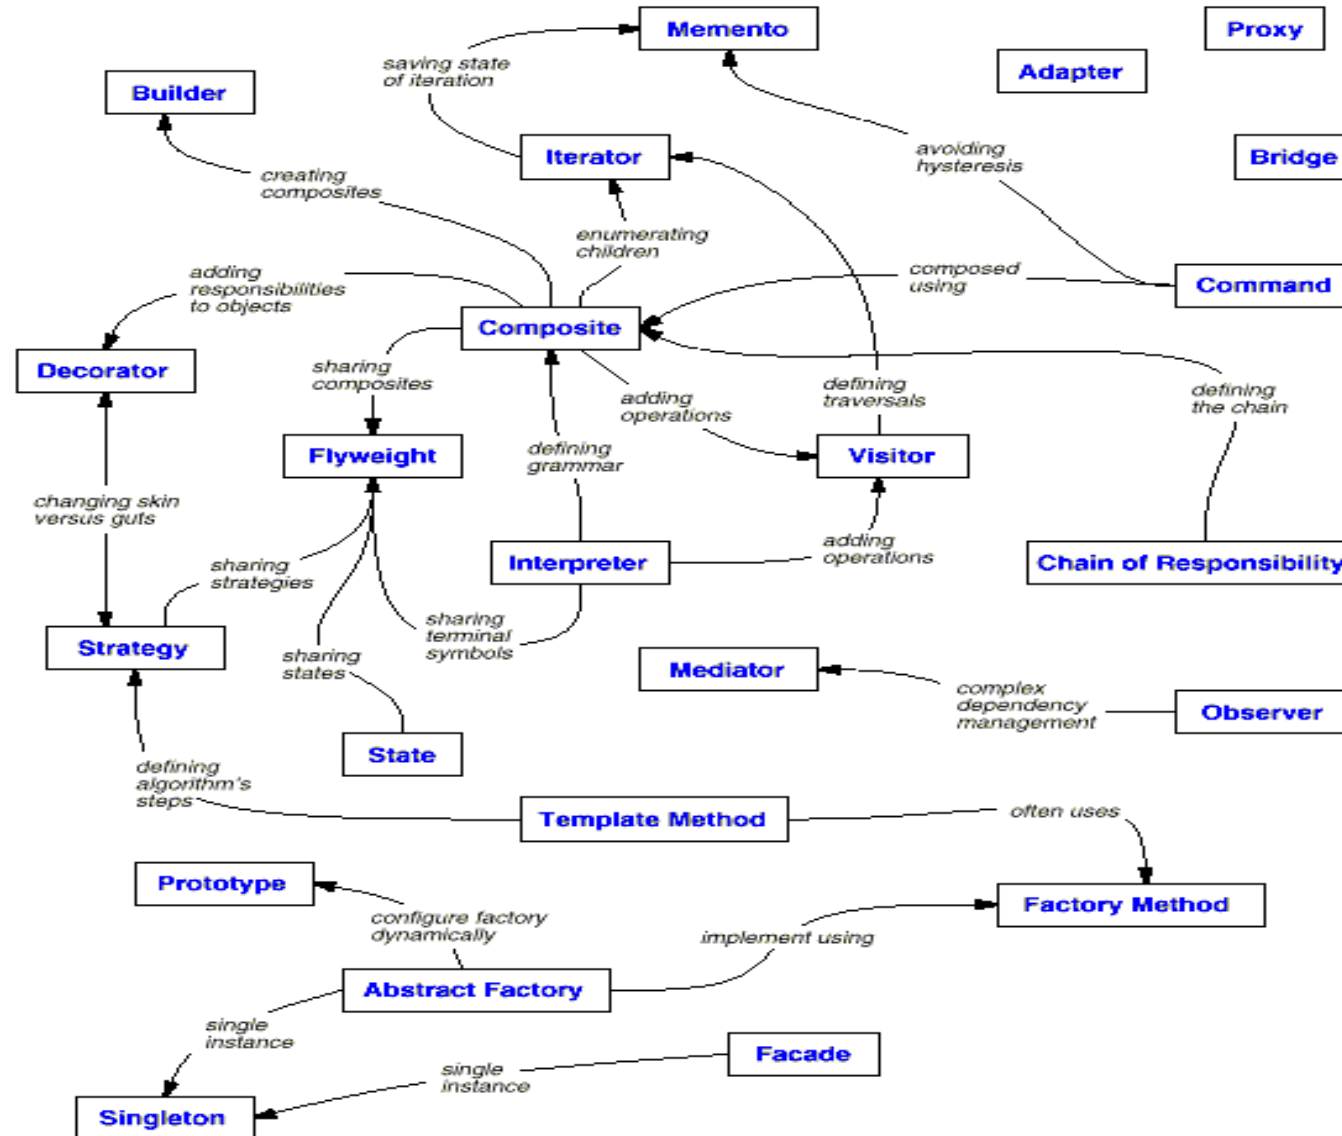 Memento
Proxy
saving state
of iteration
Adapter
Builder
avoiding
hysteresis
Iterator
Bridge
creating
composites
enumerating
children
adding
responsibilities
to objects
composed
using
Command
Composite
Decorator
sharing
composites
adding
operations
defining
traversals
defining
the chain
Flyweight
defining
grammar
Visitor
changing skin
versus guts
sharing
strategies
Interpreter
adding
operations
Chain of Responsibility
Strategy
sharing
states
sharing
terminal
symbols
Mediator
complex
dependency
management
Observer
State
defining
algorithm's
steps
Template Method
often uses
Prototype
Factory Method
configure factory
dynamically
implement using
Abstract Factory
single
instance
Facade
single
instance
Singleton